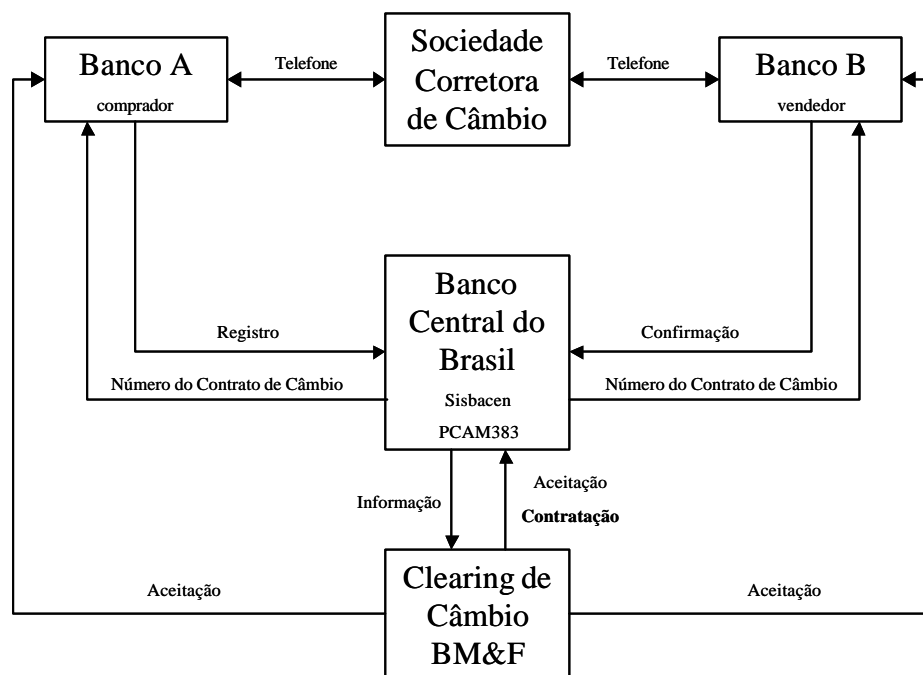 Banco A
comprador
Telefone
Sociedade
Corretora
de Câmbio
Telefone
Banco B
vendedor
Registro
Número do Contrato de Câmbio
Banco
Central do
Brasil
Sisbacen
PCAM383
Confirmação
Número do Contrato de Câmbio
Informação
Aceitação
Contratação
Aceitação
Clearing de
Câmbio
BM&F
Aceitação